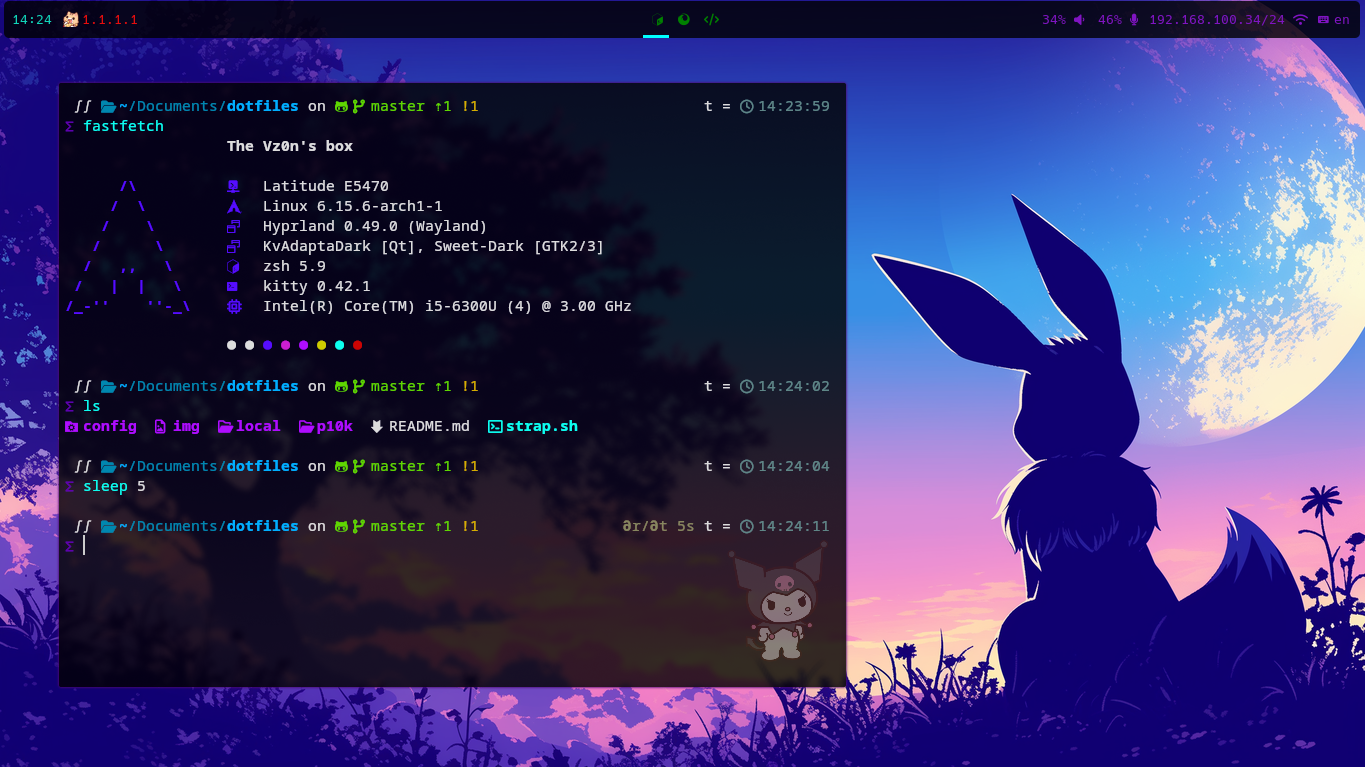 14:24 1.1.1.1 </> 34% 46% 192.168.100.34/24 en
∫∫ ~/Documents/dotfiles on master ↑1 !1 t = 14:23:59
Σ fastfetch
The Vz0n's box
/\ Latitude E5470
/ \ Linux 6.15.6-arch1-1
/ \ Hyprland 0.49.0 (Wayland)
/ \ KvAdaptaDark [Qt], Sweet-Dark [GTK2/3]
/ ,, \ zsh 5.9
/ | | \ kitty 0.42.1
/_-'' ''-_\ Intel(R) Core(TM) i5-6300U (4) @ 3.00 GHz
∫∫ ~/Documents/dotfiles on master ↑1 !1 t = 14:24:02
Σ ls
config img local p10k README.md strap.sh
∫∫ ~/Documents/dotfiles on master ↑1 !1 t = 14:24:04
Σ sleep 5
∫∫ ~/Documents/dotfiles on master ↑1 !1 ∂r/∂t 5s t = 14:24:11
Σ